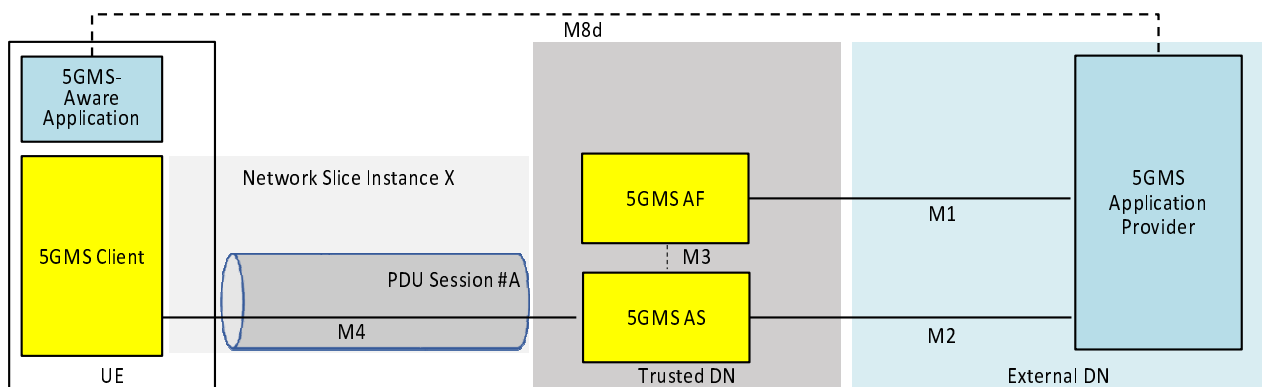 M8d
5GMS-
Aware
Application
Network Slice Instance X
5GMS AF
M1
5GMS
Application
Provider
5GMS Client
M3
PDU Session #A
M4
5GMS AS
M2
UE
Trusted DN
External DN